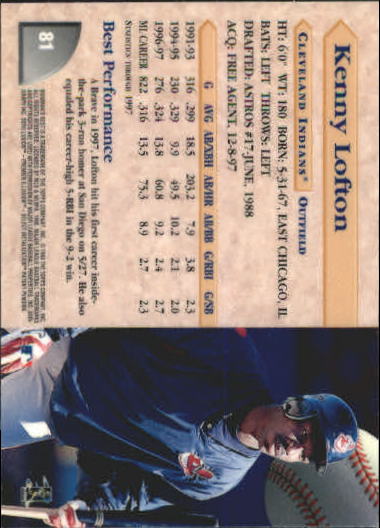 Kenny Lofton
CLEVELAND INDIANS® OUTFIELD
HT: 6'0" WT: 180 BORN: 5-31-67, EAST CHICAGO, IL
BATS: LEFT THROWS: LEFT
DRAFTED: ASTROS #17-JUNE, 1988
ACQ: FREE AGENT, 12-8-97
G AVG AB/XBH AB/HR AB/BB G/RBI G/SB
1991-93 316 .299 18.5 203.2 7.9 3.8 2.3
1994-95 230 .329 9.9 49.5 10.2 2.1 2.0
1996-97 276 .324 13.8 60.8 9.2 2.4 2.7
ML CAREER 822 .316 13.5 75.3 8.9 2.7 2.3
STATISTICS THROUGH 1997
Best Performance
A Brave in 1997, Lofton hit his first career inside-
the-park 3-run homer at San Diego on 5/27. He also
equaled his career-high 5-RBI in the 9-2 win.
81